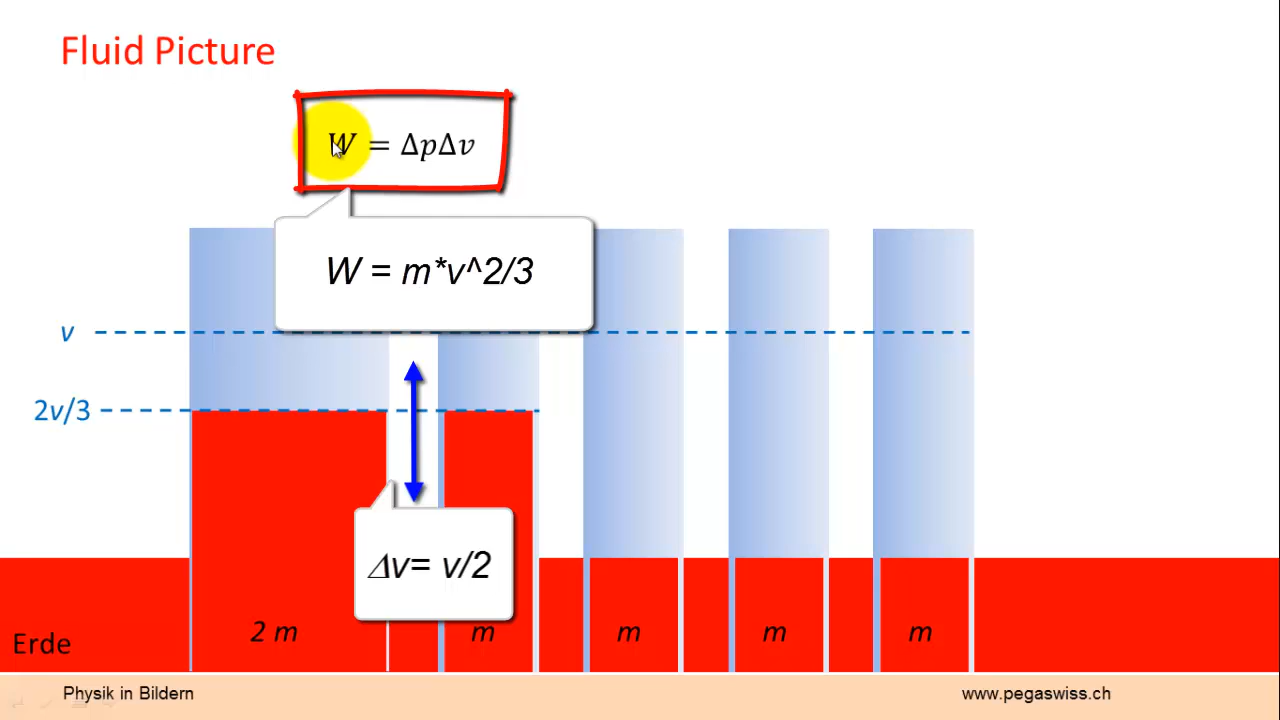 Fluid Picture
W = ΔpΔv
W = m*v^2/3
v
2v/3
Δv= v/2
Erde
2 m
m
m
m
m
Physik in Bildern
www.pegaswiss.ch